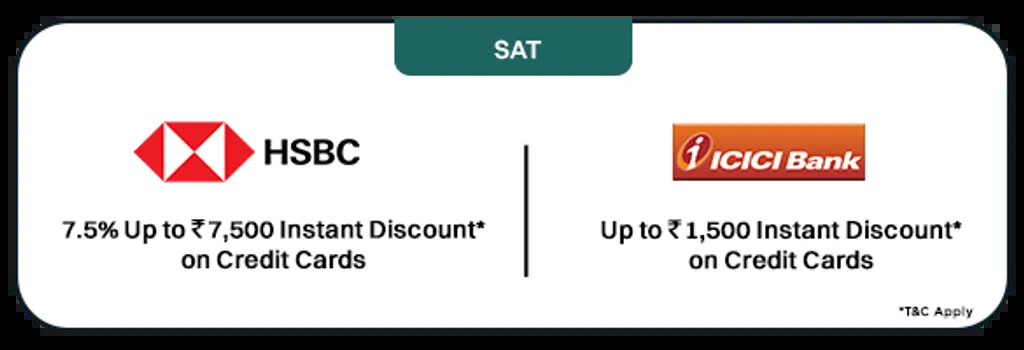 SAT
HSBC
7.5% Up to ₹7,500 Instant Discount*
on Credit Cards
ICICI Bank
Up to ₹1,500 Instant Discount*
on Credit Cards
*T&C Apply